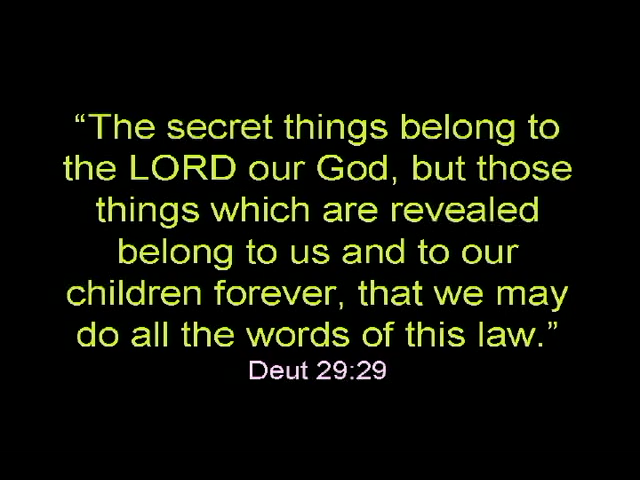 “The secret things belong to
the LORD our God, but those
things which are revealed
belong to us and to our
children forever, that we may
do all the words of this law.”
Deut 29:29